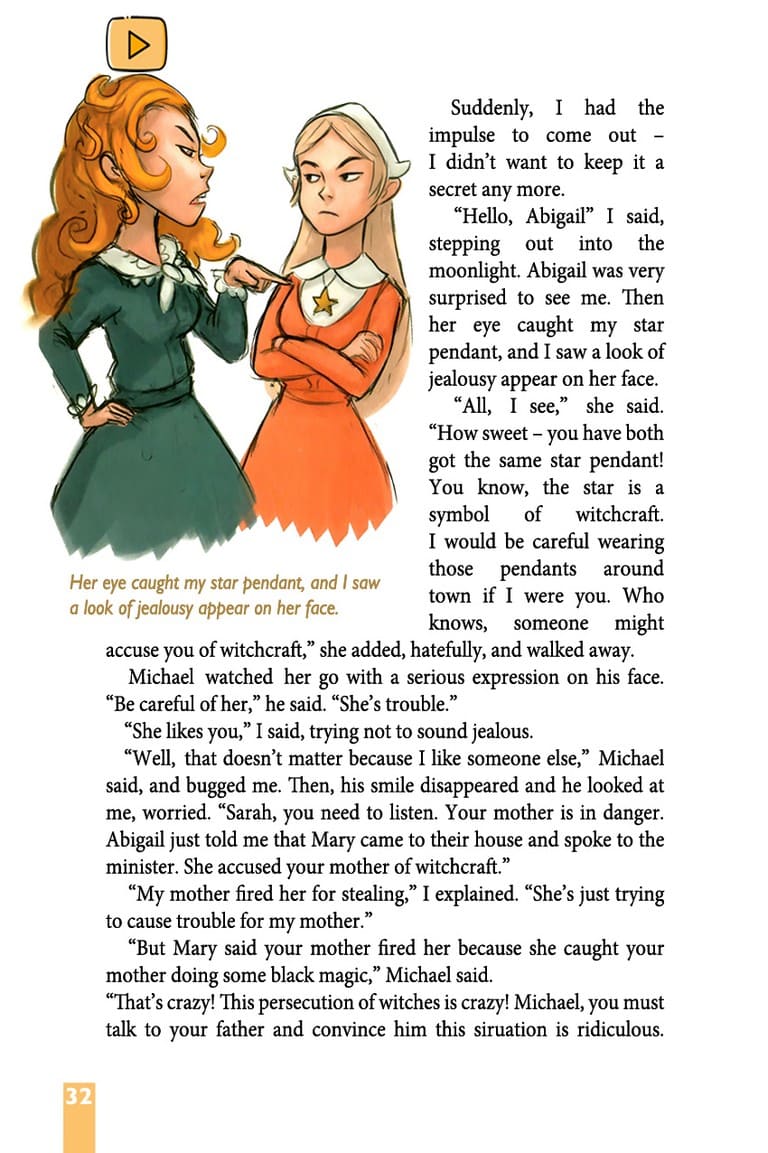 Suddenly, I had the
impulse to come out –
I didn't want to keep it a
secret any more.
“Hello, Abigail” I said,
stepping out into the
moonlight. Abigail was very
surprised to see me. Then
her eye caught my star
pendant, and I saw a look of
jealousy appear on her face.
“All, I see,” she said.
“How sweet – you have both
got the same star pendant!
You know, the star is a
symbol of witchcraft.
I would be careful wearing
those pendants around
town if I were you. Who
knows, someone might
Her eye caught my star pendant, and I saw
a look of jealousy appear on her face.
accuse you of witchcraft,” she added, hatefully, and walked away.
Michael watched her go with a serious expression on his face.
“Be careful of her,” he said. “She’s trouble.”
“She likes you,” I said, trying not to sound jealous.
“Well, that doesn’t matter because I like someone else,” Michael
said, and bugged me. Then, his smile disappeared and he looked at
me, worried. “Sarah, you need to listen. Your mother is in danger.
Abigail just told me that Mary came to their house and spoke to the
minister. She accused your mother of witchcraft.”
“My mother fired her for stealing,” I explained. “She’s just trying
to cause trouble for my mother.”
“But Mary said your mother fired her because she caught your
mother doing some black magic,” Michael said.
“That’s crazy! This persecution of witches is crazy! Michael, you must
talk to your father and convince him this siruation is ridiculous.
32